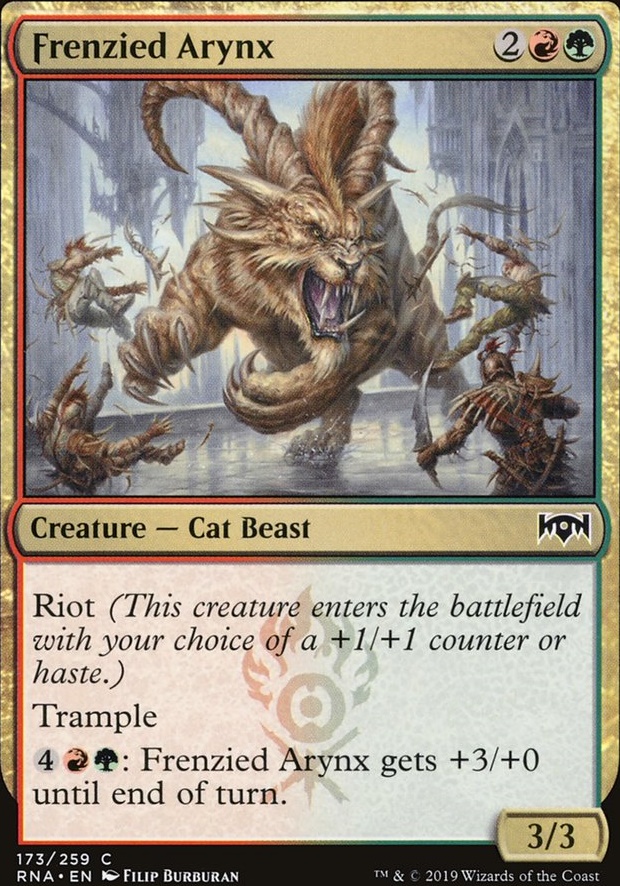 Frenzied Arynx 2
Creature — Cat Beast
Riot (This creature enters the battlefield
with your choice of a +1/+1 counter or
haste.)
Trample
4: Frenzied Arynx gets +3/+0
until end of turn.
3/3
173/259 C
RNA • EN Filip Burburan
™ & © 2019 Wizards of the Coast